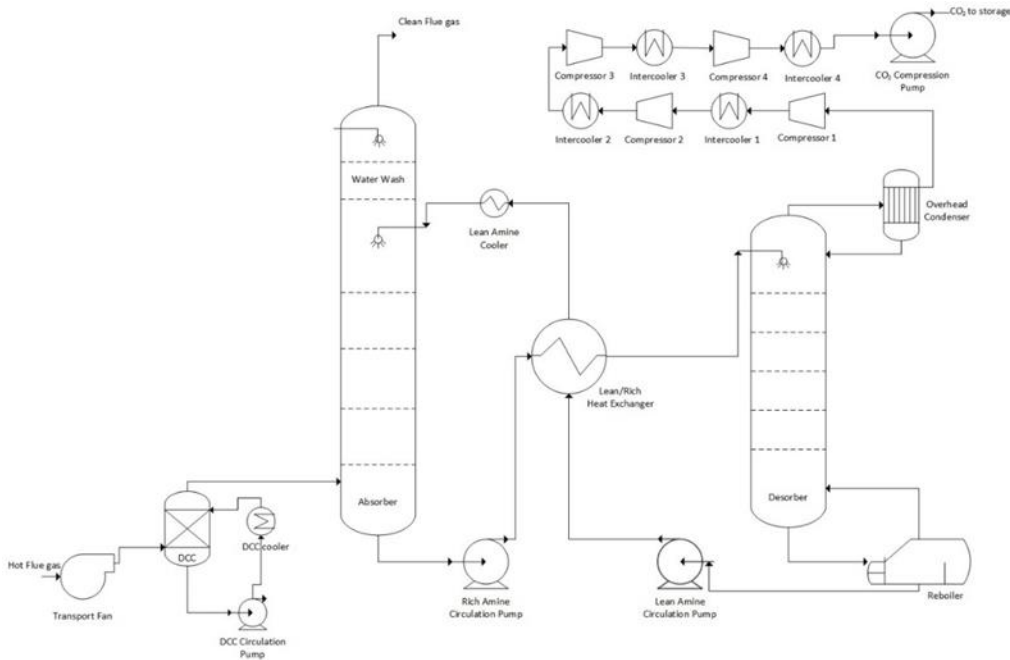 Clean Flue gas
CO₂ to storage
Compressor 3
Intercooler 3
Compressor 4
Intercooler 4
CO₂ Compression
Pump
Intercooler 2
Compressor 2
Intercooler 1
Compressor 1
Water Wash
Overhead
Condenser
Lean Amine
Cooler
Lean/Rich
Heat Exchanger
Absorber
Desorber
Hot Flue gas
DCC
DCC cooler
Transport Fan
DCC Circulation
Pump
Rich Amine
Circulation Pump
Lean Amine
Circulation Pump
Reboiler